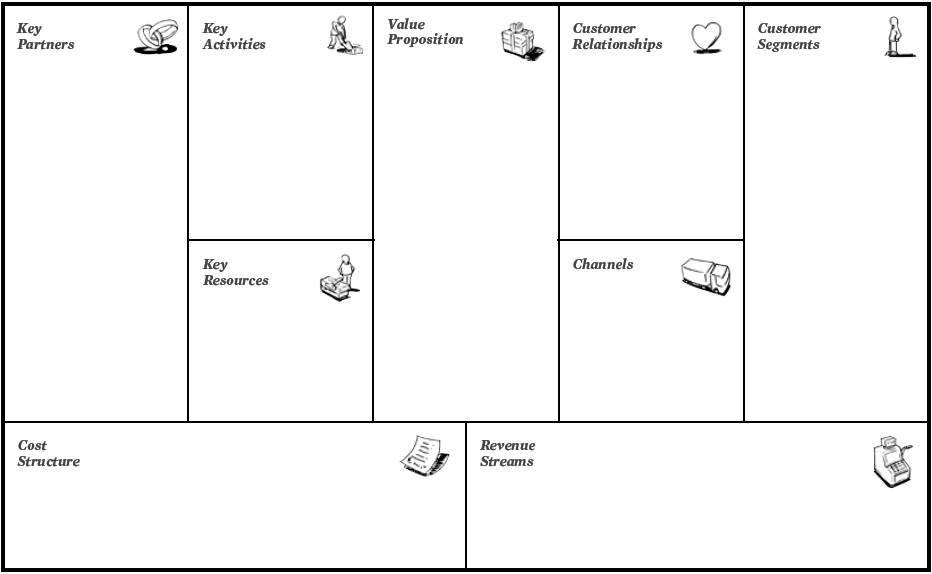 Key
Partners
Key
Activities
Value
Proposition
Customer
Relationships
Customer
Segments
Key
Resources
Channels
Cost
Structure
Revenue
Streams